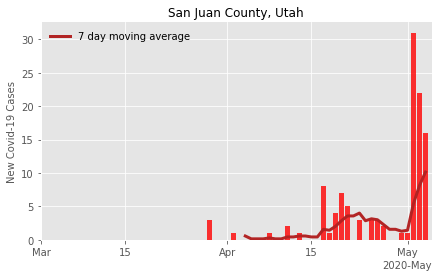 San Juan County, Utah
7 day moving average
New Covid-19 Cases
30
25
20
15
10
5
0
Mar
15
Apr
15
May
2020-May